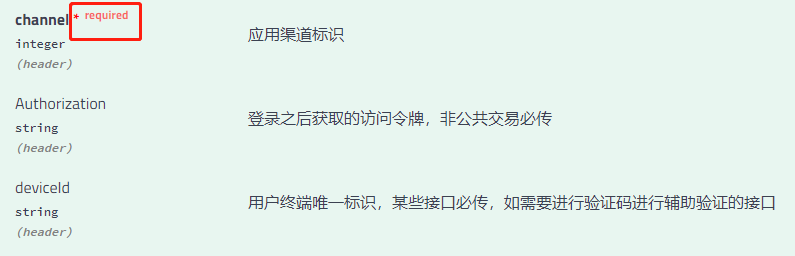 channel * required
integer
(header)
应用渠道标识
Authorization
string
(header)
登录之后获取的访问令牌，非公共交易必传
deviceId
string
(header)
用户终端唯一标识，某些接口必传，如需要进行验证码进行辅助验证的接口